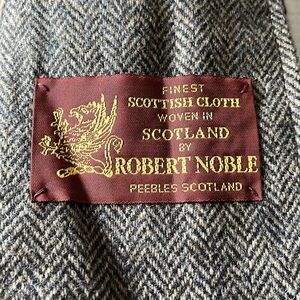 FINEST
SCOTTISH CLOTH
WOVEN IN
SCOTLAND
BY
ROBERT NOBLE
PEEBLES SCOTLAND